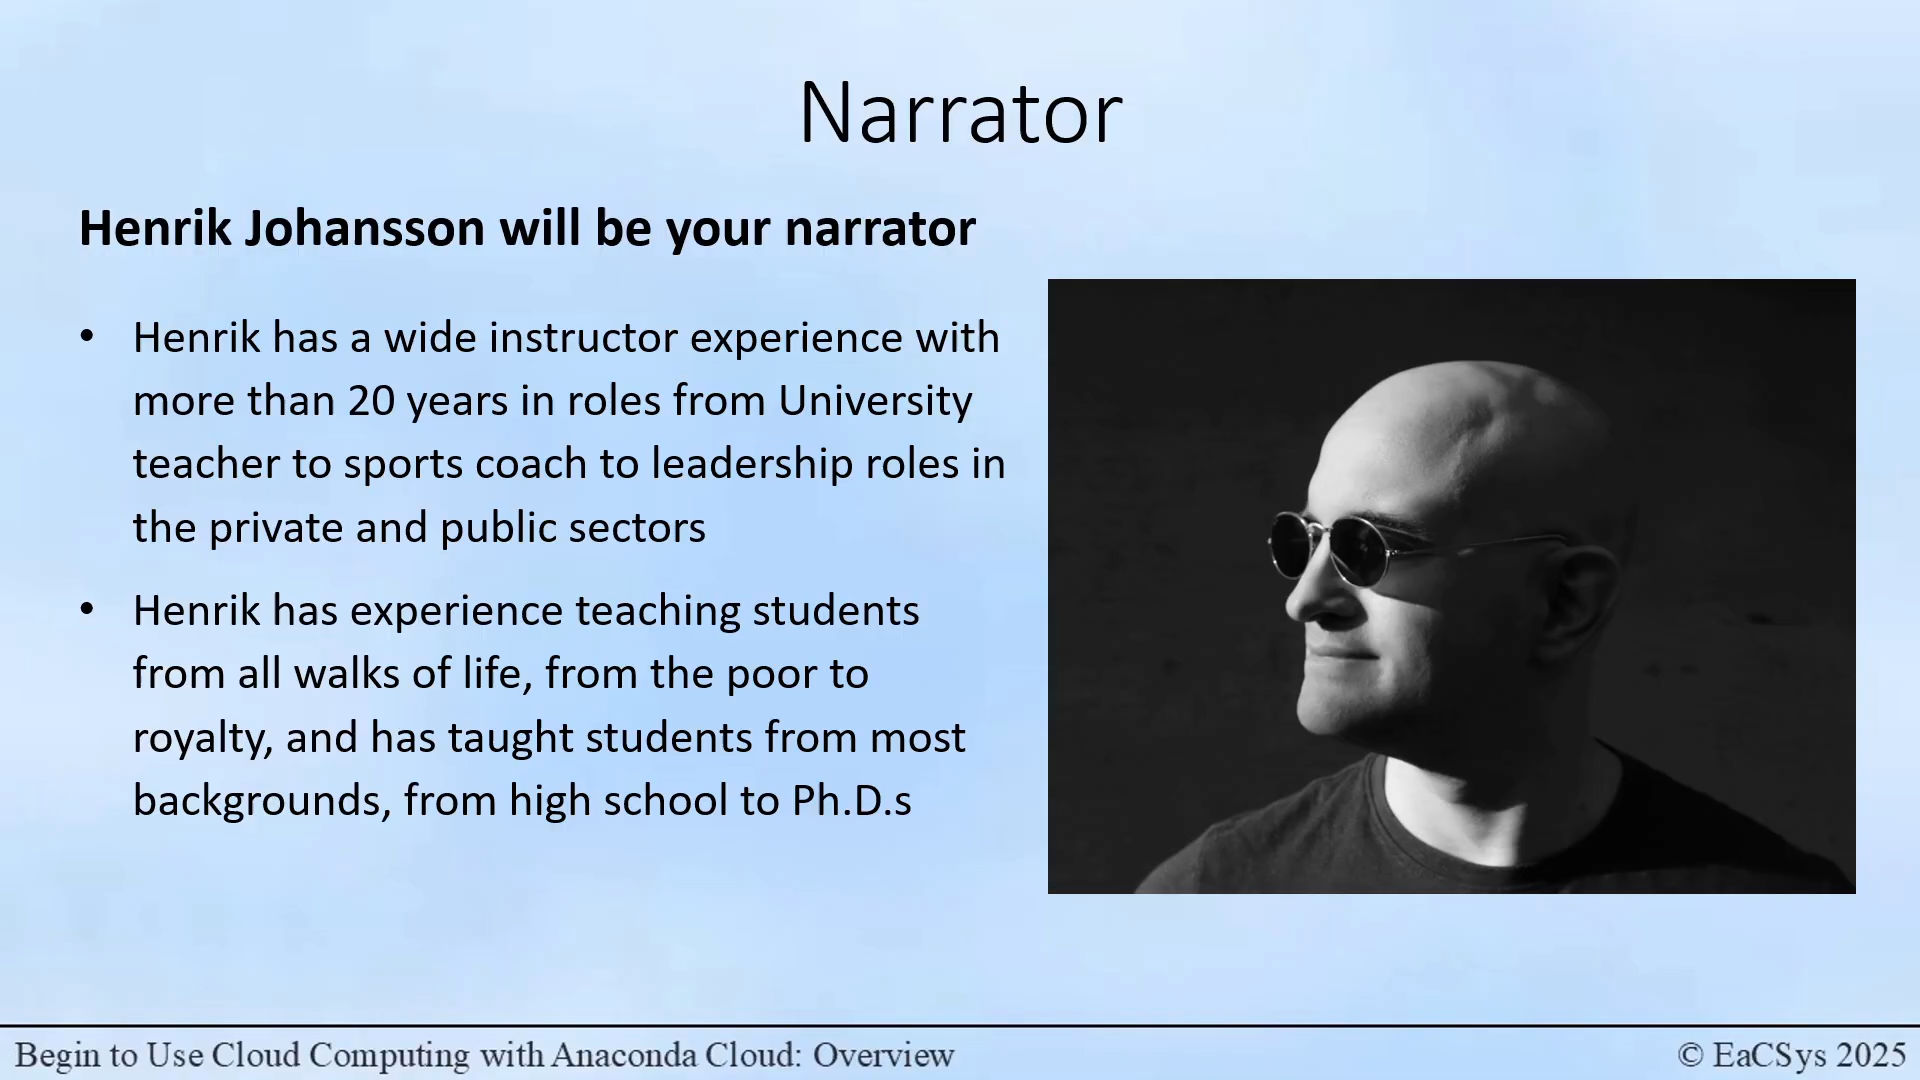 Narrator
Henrik Johansson will be your narrator
• Henrik has a wide instructor experience with
more than 20 years in roles from University
teacher to sports coach to leadership roles in
the private and public sectors
• Henrik has experience teaching students
from all walks of life, from the poor to
royalty, and has taught students from most
backgrounds, from high school to Ph.D.s
Begin to Use Cloud Computing with Anaconda Cloud: Overview
© EaCSys 2025